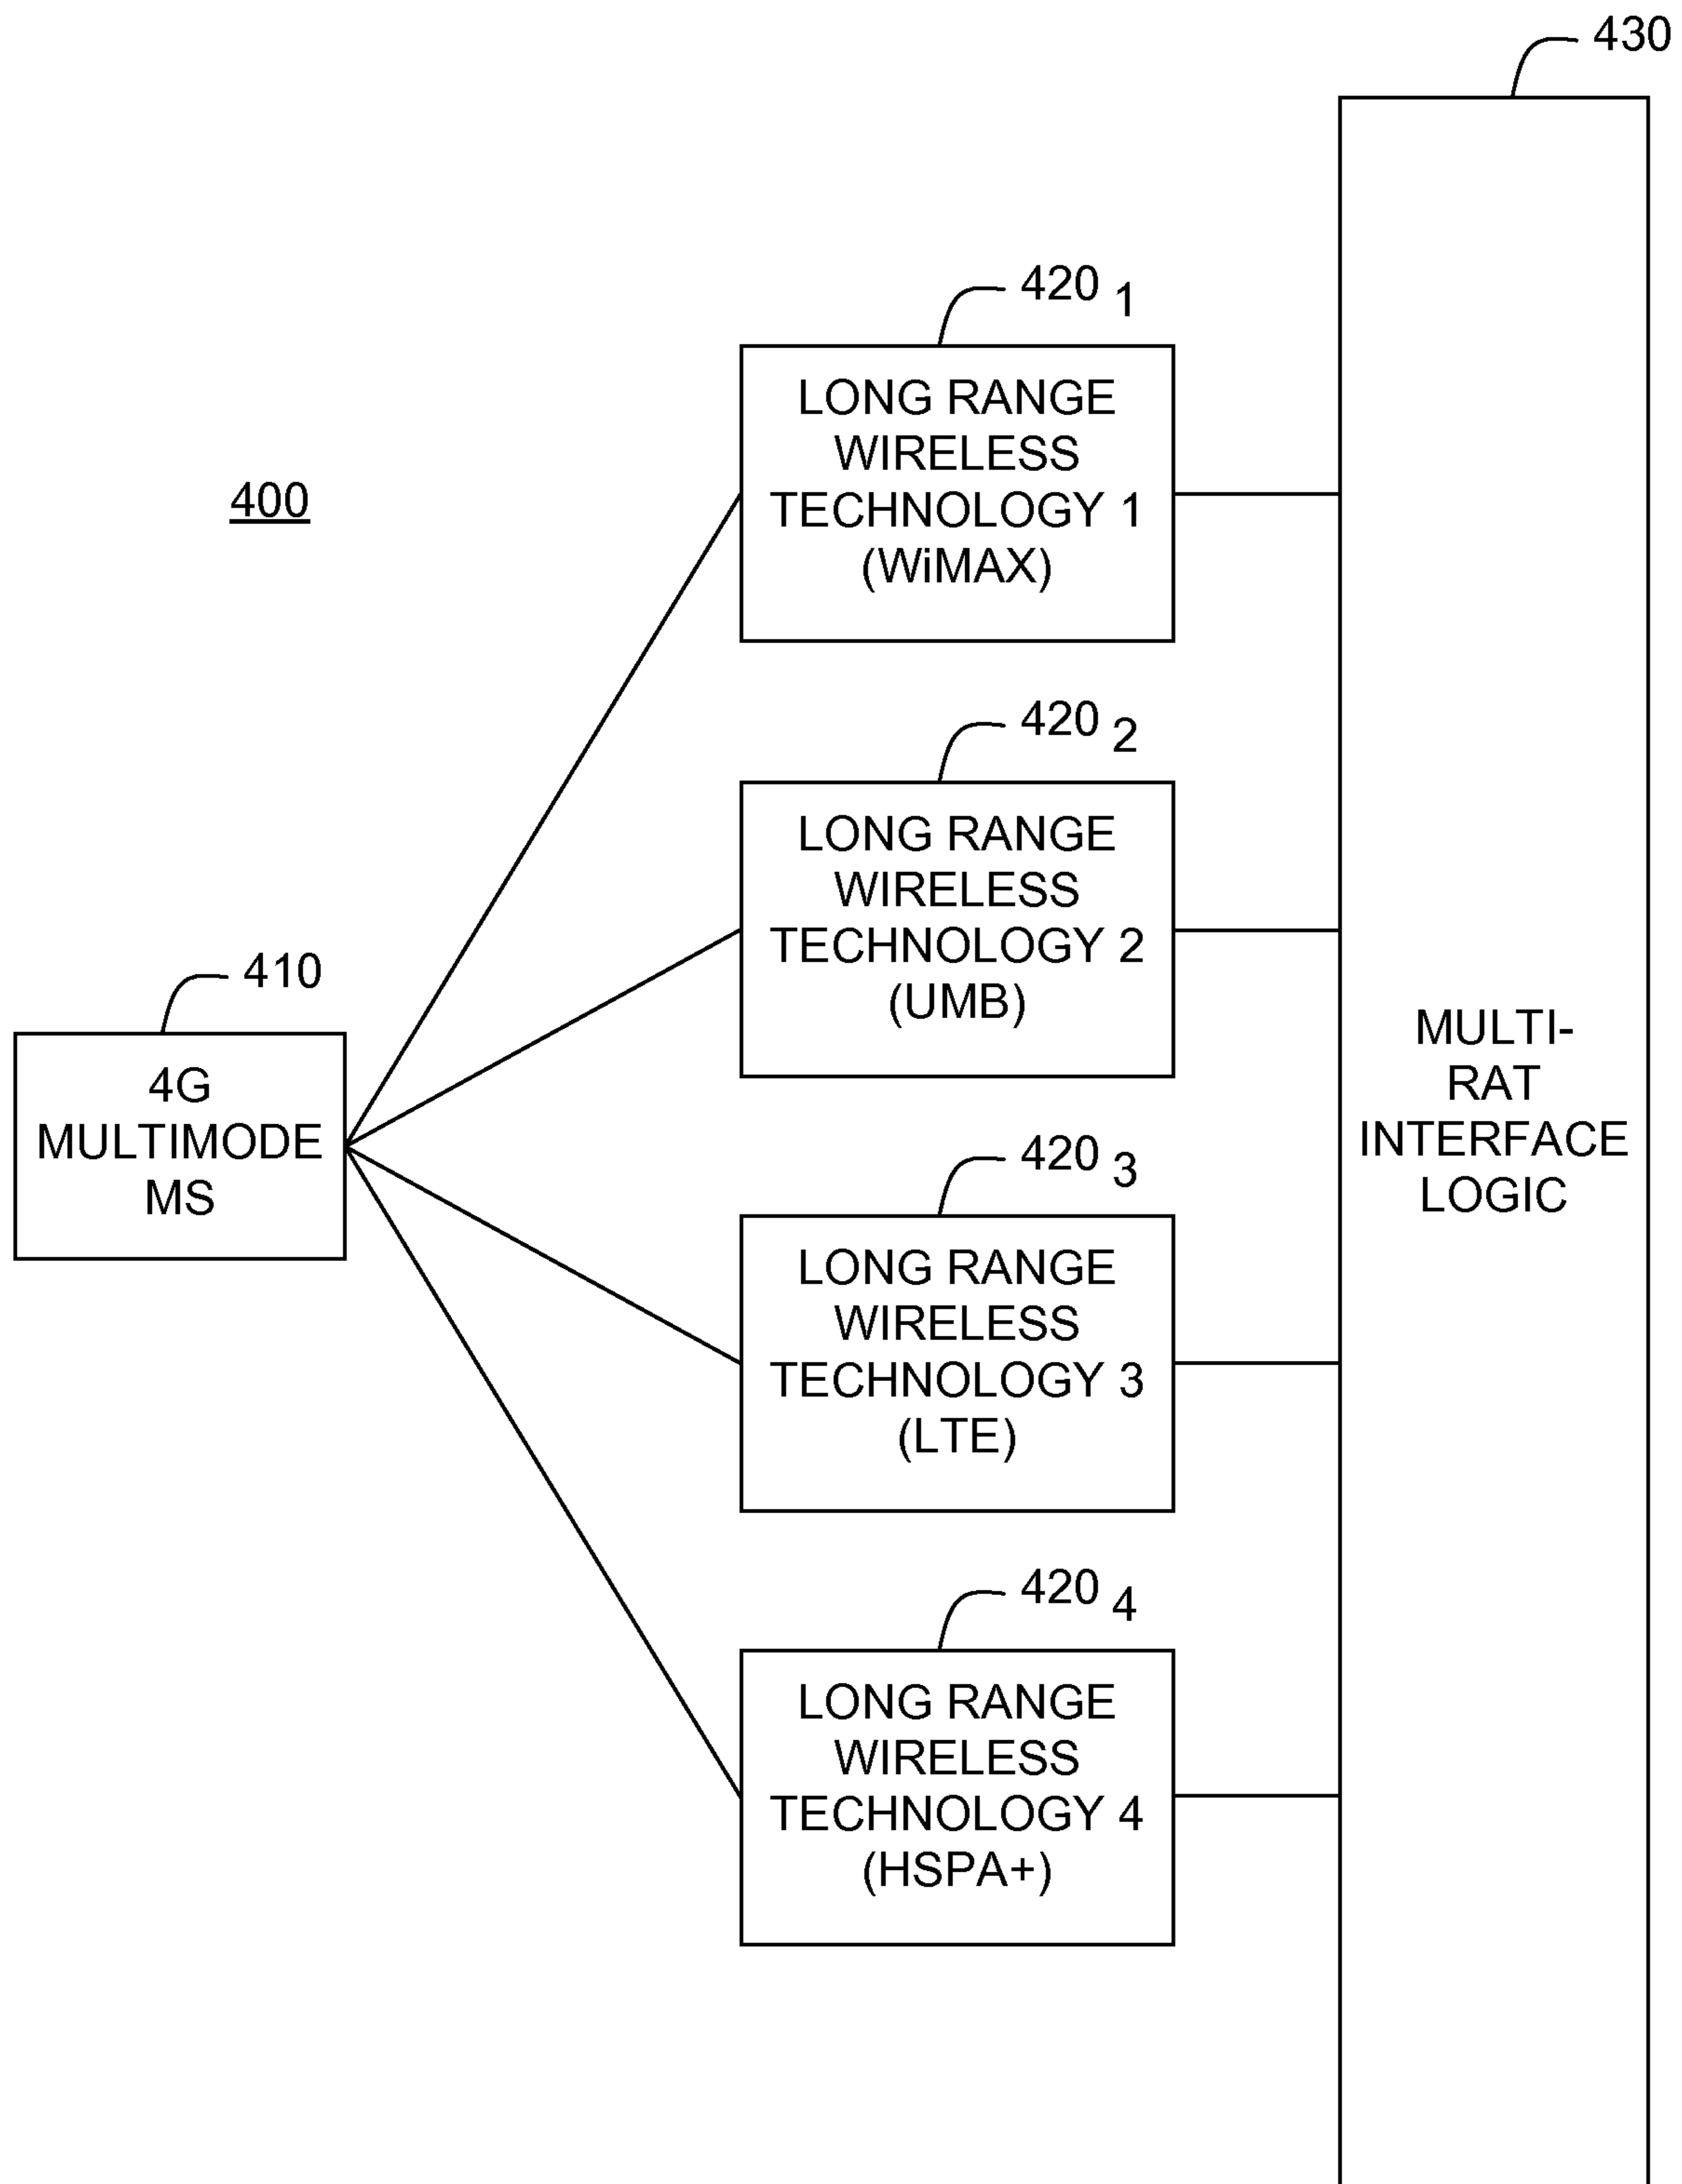 430
420 1
LONG RANGE
WIRELESS
TECHNOLOGY 1
(WiMAX)
400
420 2
LONG RANGE
WIRELESS
TECHNOLOGY 2
(UMB)
410
4G
MULTIMODE
MS
MULTI-
RAT
INTERFACE
LOGIC
420 3
LONG RANGE
WIRELESS
TECHNOLOGY 3
(LTE)
420 4
LONG RANGE
WIRELESS
TECHNOLOGY 4
(HSPA+)